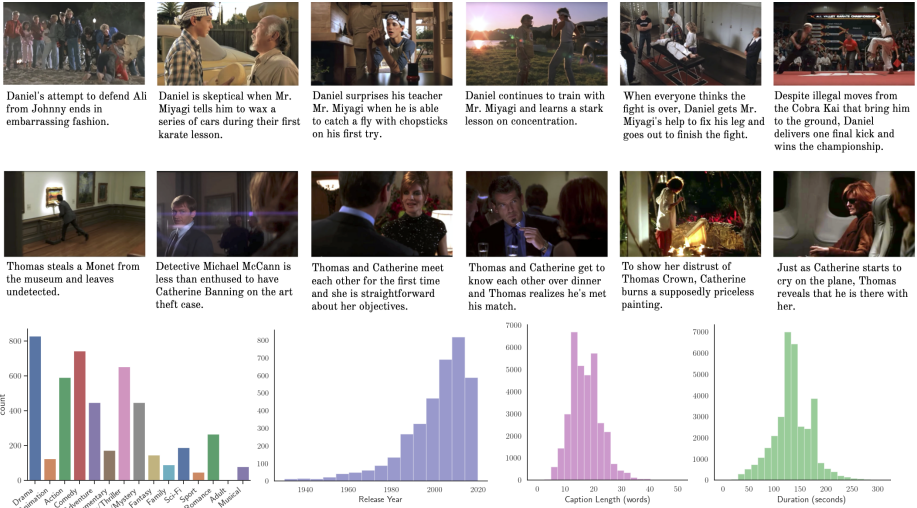 ALL VALLEY KARATE CHAMPIONSHIPS
Daniel's attempt to defend Ali
from Johnny ends in
embarrassing fashion.
Daniel is skeptical when Mr.
Miyagi tells him to wax a
series of cars during their first
karate lesson.
Daniel surprises his teacher
Mr. Miyagi when he is able
to catch a fly with chopsticks
on his first try.
Daniel continues to train with
Mr. Miyagi and learns a stark
lesson on concentration.
When everyone thinks the
fight is over, Daniel gets Mr.
Miyagi's help to fix his leg and
goes out to finish the fight.
Despite illegal moves from
the Cobra Kai that bring him
to the ground, Daniel
delivers one final kick and
wins the championship.
Thomas steals a Monet from
the museum and leaves
undetected.
Detective Michael McCann is
less than enthused to have
Catherine Banning on the art
theft case.
Thomas and Catherine meet
each other for the first time
and she is straightforward
about her objectives.
Thomas and Catherine get to
know each other over dinner
and Thomas realizes he's met
his match.
To show her distrust of
Thomas Crown, Catherine
burns a supposedly priceless
painting.
Just as Catherine starts to
cry on the plane, Thomas
reveals that he is there with
her.
count
800
600
400
200
0
Drama
nimation
Action
Comedy
dventure
mentary
/Thriller
/Mystery
Fantasy
Family
Sci-Fi
Sport
Romance
Adult
Musical
800
700
600
500
400
300
200
100
0
1940 1960 1980 2000 2020
Release Year
7000
6000
5000
4000
3000
2000
1000
0
0 10 20 30 40 50
Caption Length (words)
7000
6000
5000
4000
3000
2000
1000
0
0 50 100 150 200 250 300
Duration (seconds)